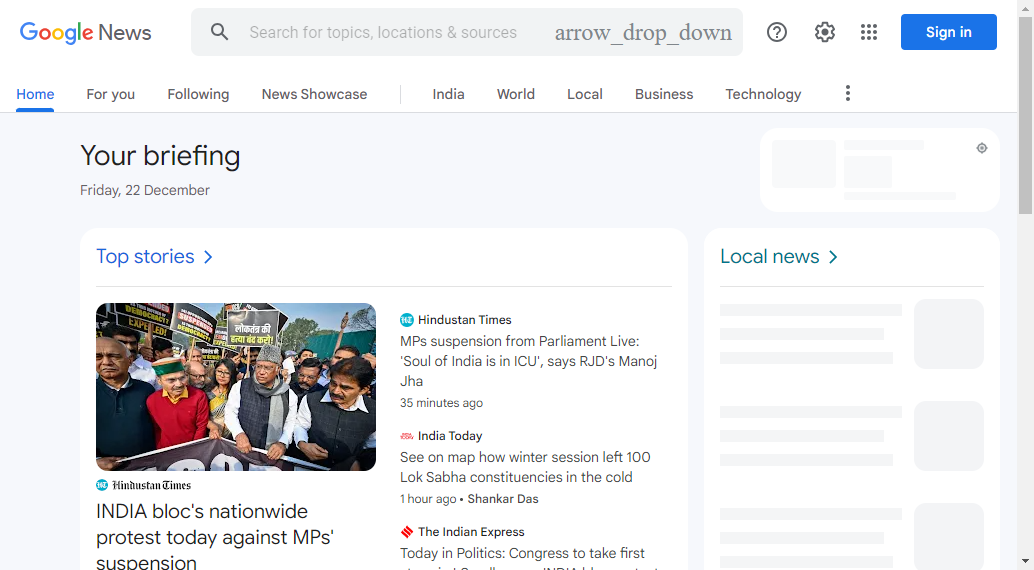 Google News
Search for topics, locations & sources
arrow_drop_down
Sign in
Home
For you
Following
News Showcase
India
World
Local
Business
Technology
Your briefing
Friday, 22 December
Top stories
Local news
लोकतंत्र की
हत्या बंद करो!
Hindustan Times
INDIA bloc's nationwide
protest today against MPs'
suspension
Hindustan Times
MPs suspension from Parliament Live:
'Soul of India is in ICU', says RJD's Manoj
Jha
35 minutes ago
India Today
See on map how winter session left 100
Lok Sabha constituencies in the cold
1 hour ago • Shankar Das
The Indian Express
Today in Politics: Congress to take first